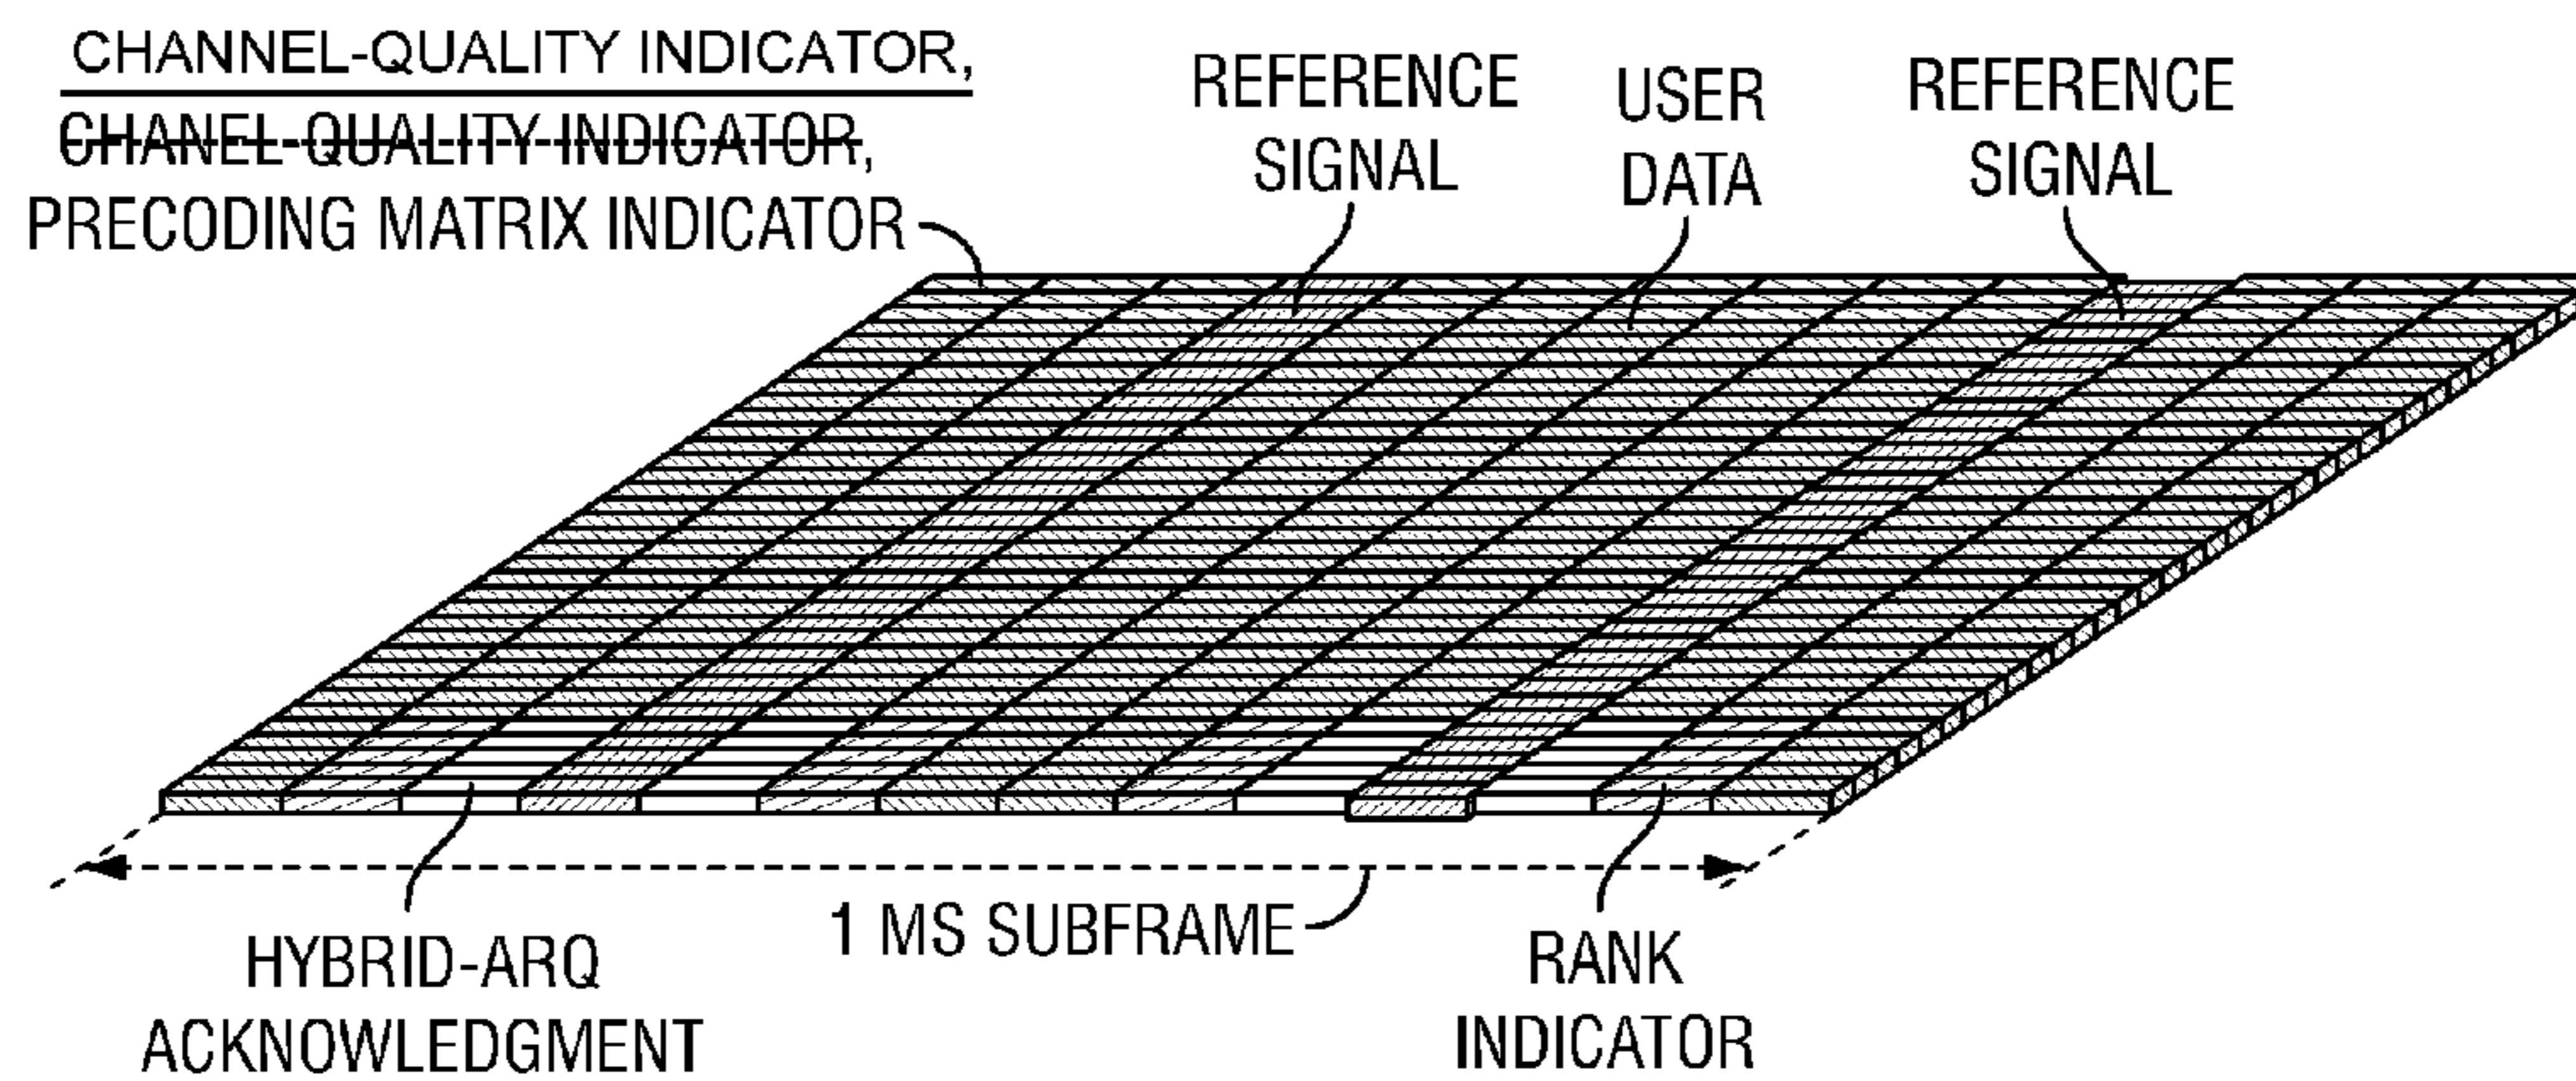 CHANNEL-QUALITY INDICATOR,
CHANEL-QUALITY INDICATOR,
PRECODING MATRIX INDICATOR
REFERENCE
SIGNAL
USER
DATA
REFERENCE
SIGNAL
HYBRID-ARQ
ACKNOWLEDGMENT
1 MS SUBFRAME
RANK
INDICATOR